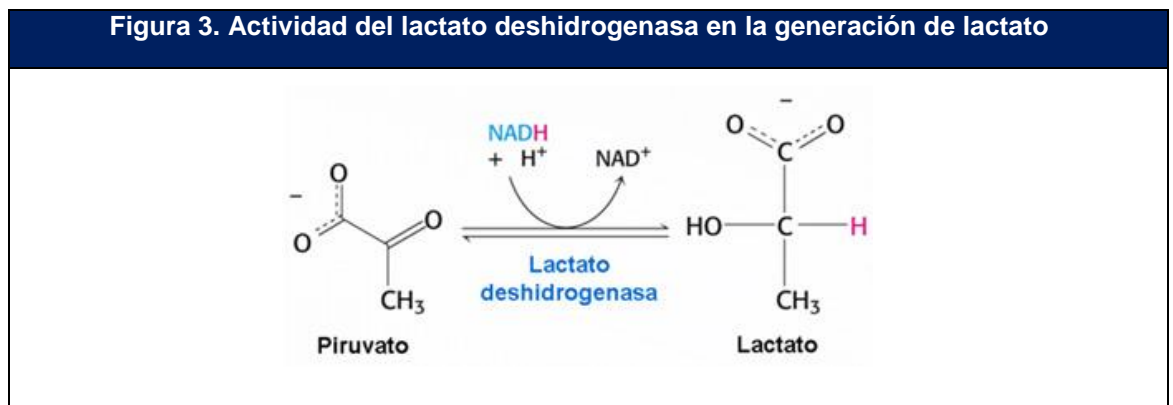 Figura 3. Actividad del lactato deshidrogenasa en la generación de lactato
NADH
+ H⁺
NAD⁺
O
−
O
O
CH₃
Piruvato
Lactato
deshidrogenasa
−
O
O
C
HO
C
H
CH₃
Lactato